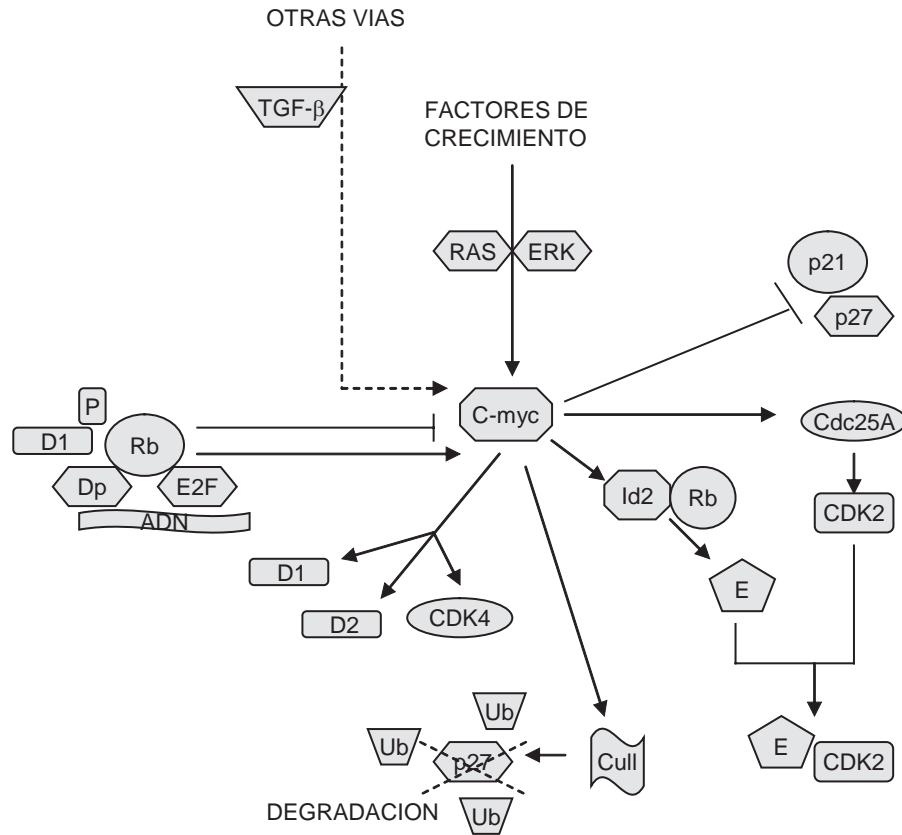 OTRAS VIAS
TGF-β
FACTORES DE
CRECIMIENTO
RAS ERK
p21
p27
P
D1
Rb
Dp
E2F
ADN
C-myc
Cdc25A
Id2
Rb
CDK2
E
D1
D2
CDK4
Ub
Ub
p27
Ub
DEGRADACION
Cull
E
CDK2